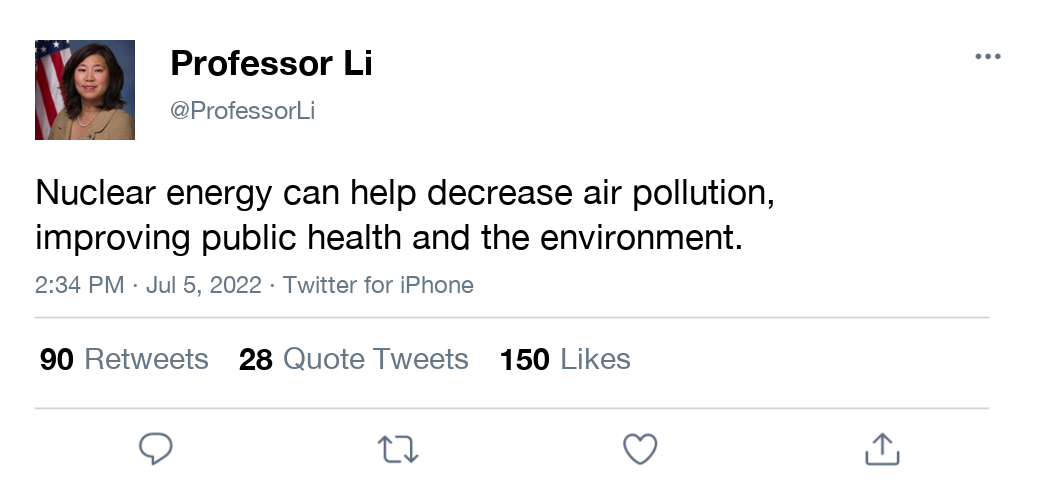 Professor Li
@ProfessorLi
Nuclear energy can help decrease air pollution,
improving public health and the environment.
2:34 PM · Jul 5, 2022 · Twitter for iPhone
90 Retweets 28 Quote Tweets 150 Likes